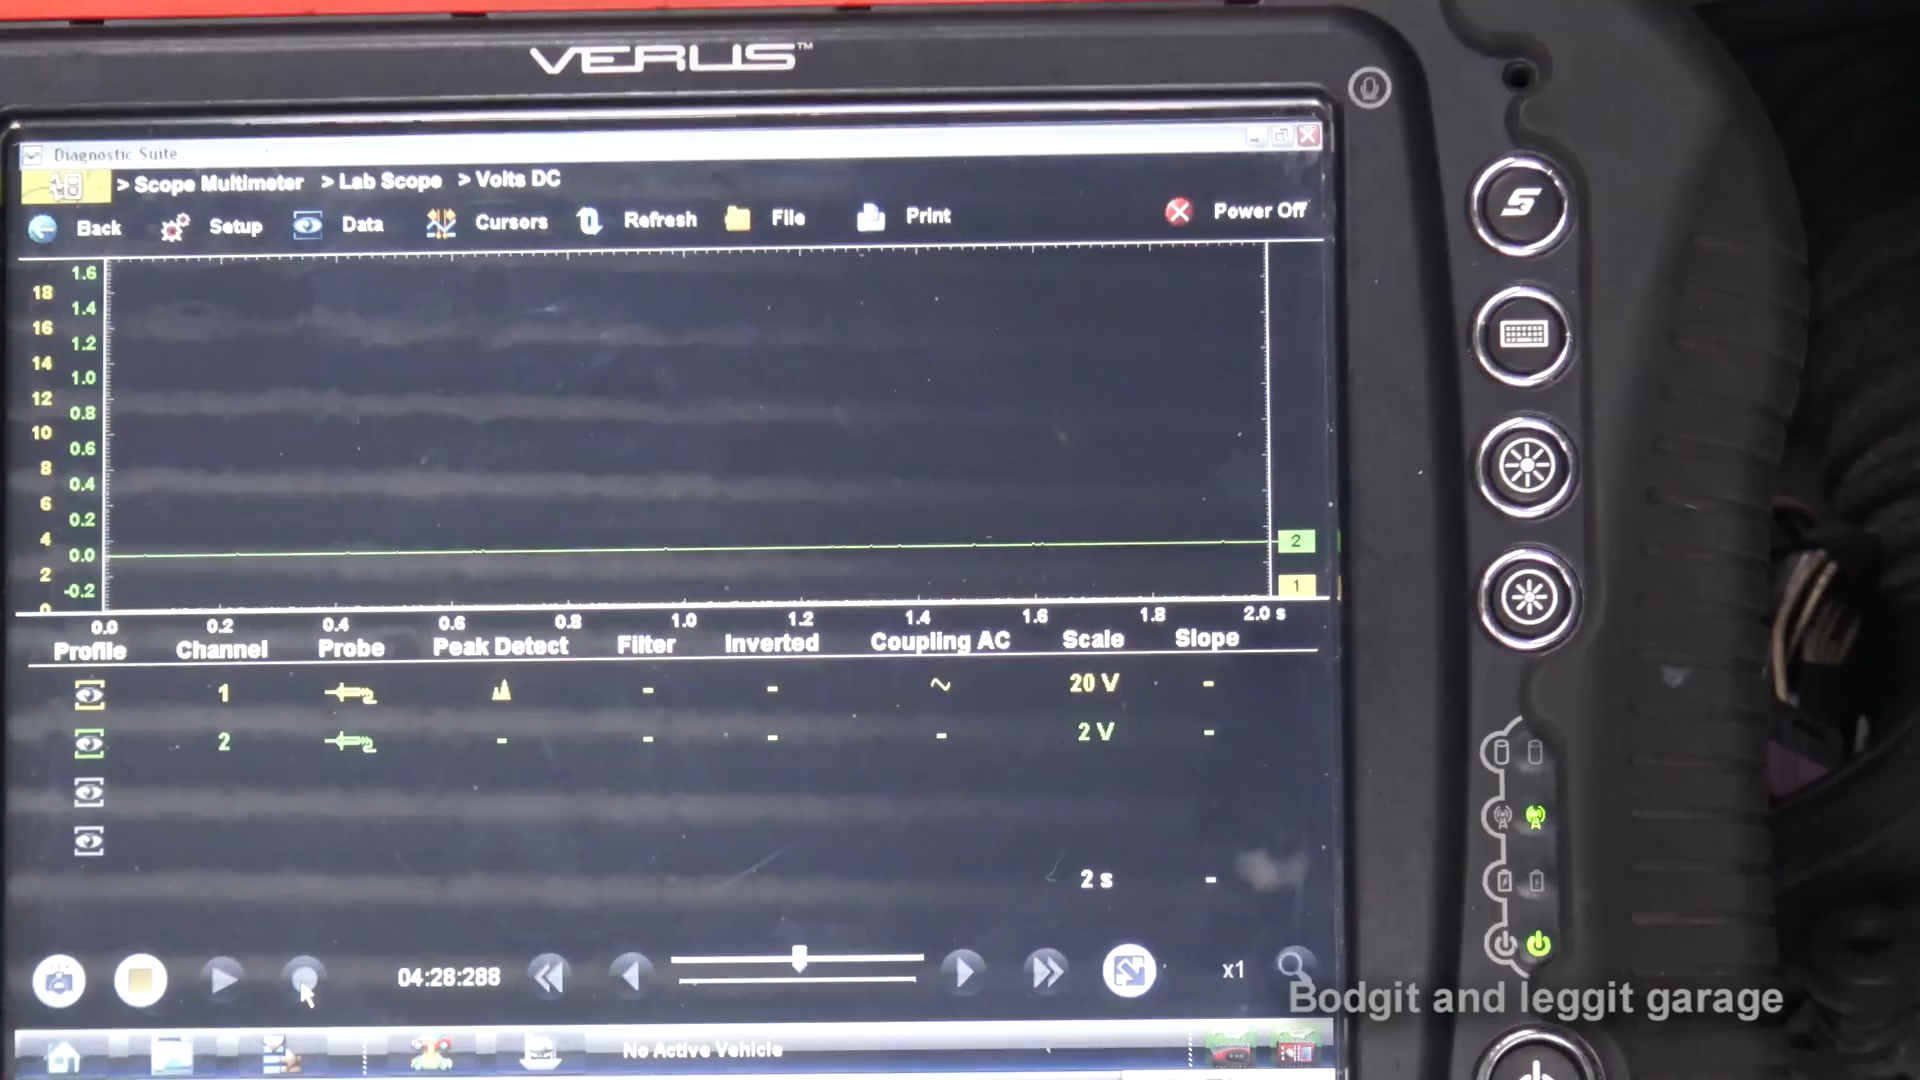 VERUS™
Diagnostic Suite
> Scope Multimeter > Lab Scope > Volts DC
Back Setup Data Cursors Refresh File Print Power Off
1.6
18
1.4
16
1.2
14
1.0
12
0.8
10
0.6
8
0.4
6
0.2
4
0.0
2
-0.2
0
2
1
0.0 0.2 0.4 0.6 0.8 1.0 1.2 1.4 1.6 1.8 2.0 s
Profile Channel Probe Peak Detect Filter Inverted Coupling AC Scale Slope
1 - - 20 V -
2 - - - - 2 V -
2 s -
04:28:288 x1
Bodgit and leggit garage
No Active Vehicle